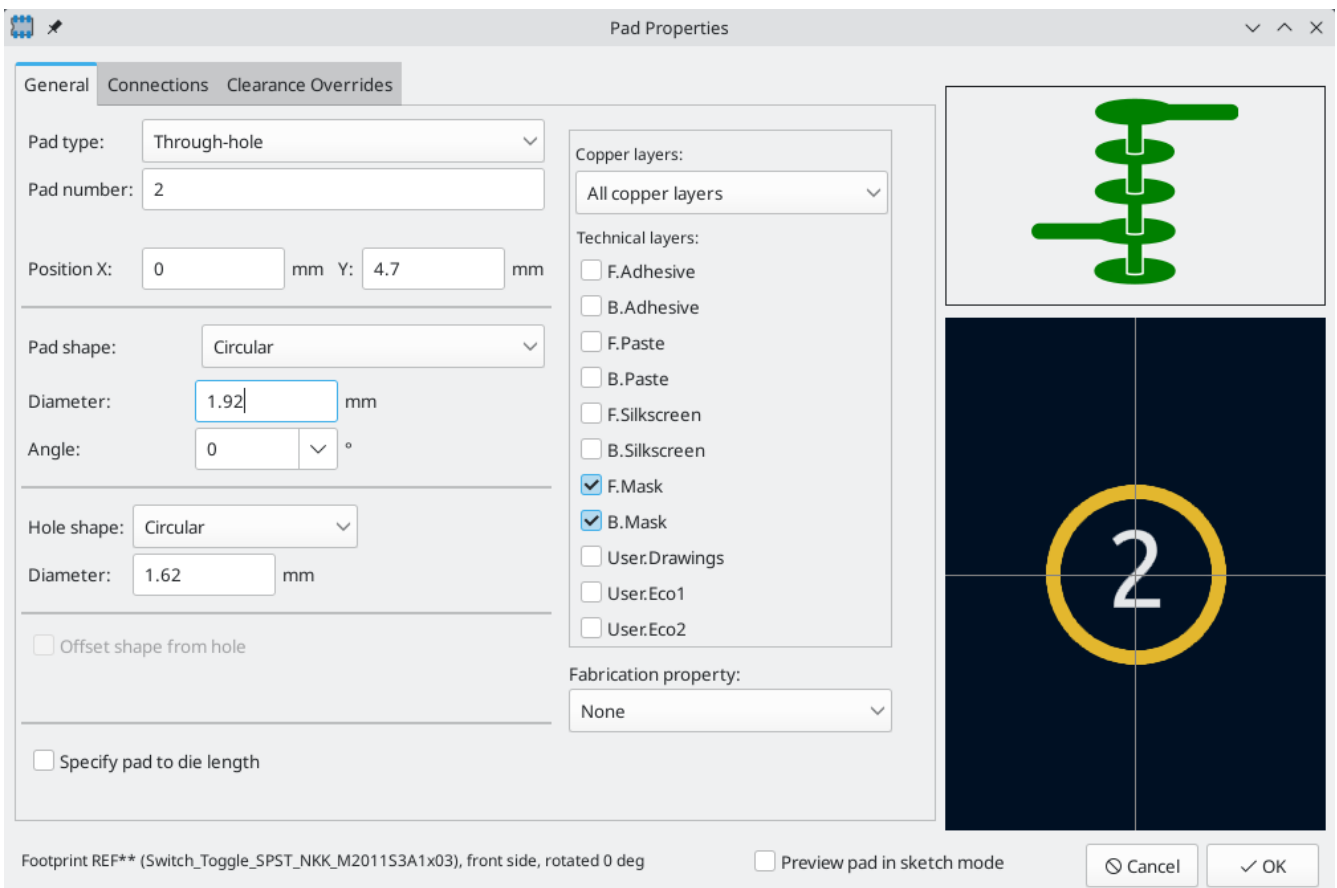 Pad Properties
General Connections Clearance Overrides
Pad type: Through-hole
Pad number: 2
Position X: 0 mm Y: 4.7 mm
Pad shape: Circular
Diameter: 1.92 mm
Angle: 0 °
Hole shape: Circular
Diameter: 1.62 mm
Offset shape from hole
Specify pad to die length
Copper layers:
All copper layers
Technical layers:
F.Adhesive
B.Adhesive
F.Paste
B.Paste
F.Silkscreen
B.Silkscreen
F.Mask
B.Mask
User.Drawings
User.Eco1
User.Eco2
Fabrication property:
None
2
Footprint REF** (Switch_Toggle_SPST_NKK_M2011S3A1x03), front side, rotated 0 deg
Preview pad in sketch mode
Cancel
OK